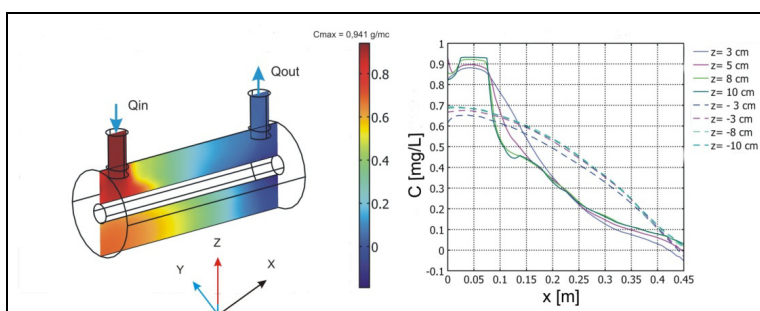 Cmax = 0,941 g/mc
Qin
Qout
0.8
0.6
0.4
0.2
0
Z
Y
X
C [mg/L]
1
0.9
0.8
0.7
0.6
0.5
0.4
0.3
0.2
0.1
0
-0.1
0 0.05 0.1 0.15 0.2 0.25 0.3 0.35 0.4 0.45
x [m]
z= 3 cm
z= 5 cm
z= 8 cm
z= 10 cm
z= - 3 cm
z= -3 cm
z= -8 cm
z= -10 cm